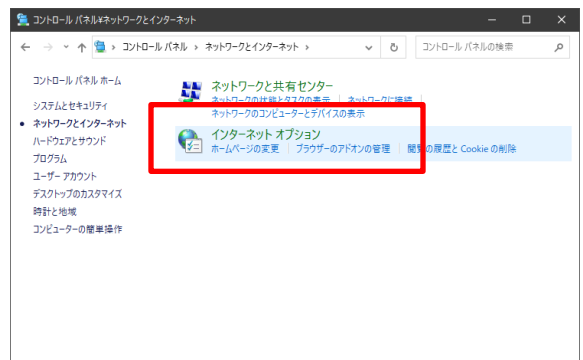 コントロール パネル¥ネットワークとインターネット
コントロール パネル › ネットワークとインターネット ›
コントロール パネルの検索
コントロール パネル ホーム
システムとセキュリティ
ネットワークとインターネット
ハードウェアとサウンド
プログラム
ユーザー アカウント
デスクトップのカスタマイズ
時計と地域
コンピューターの簡単操作
ネットワークと共有センター
ネットワークの状態とタスクの表示 | ネットワークに接続 |
ネットワークのコンピューターとデバイスの表示
インターネット オプション
ホームページの変更 | ブラウザーのアドオンの管理 | 閲覧の履歴と Cookie の削除